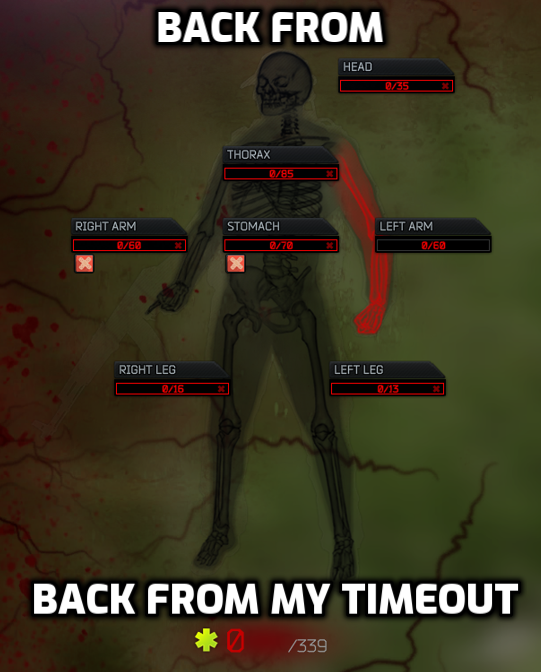 BACK FROM
HEAD
0/35
THORAX
0/85
RIGHT ARM
0/60
STOMACH
0/70
LEFT ARM
0/60
RIGHT LEG
0/16
LEFT LEG
0/13
BACK FROM MY TIMEOUT
0 /339